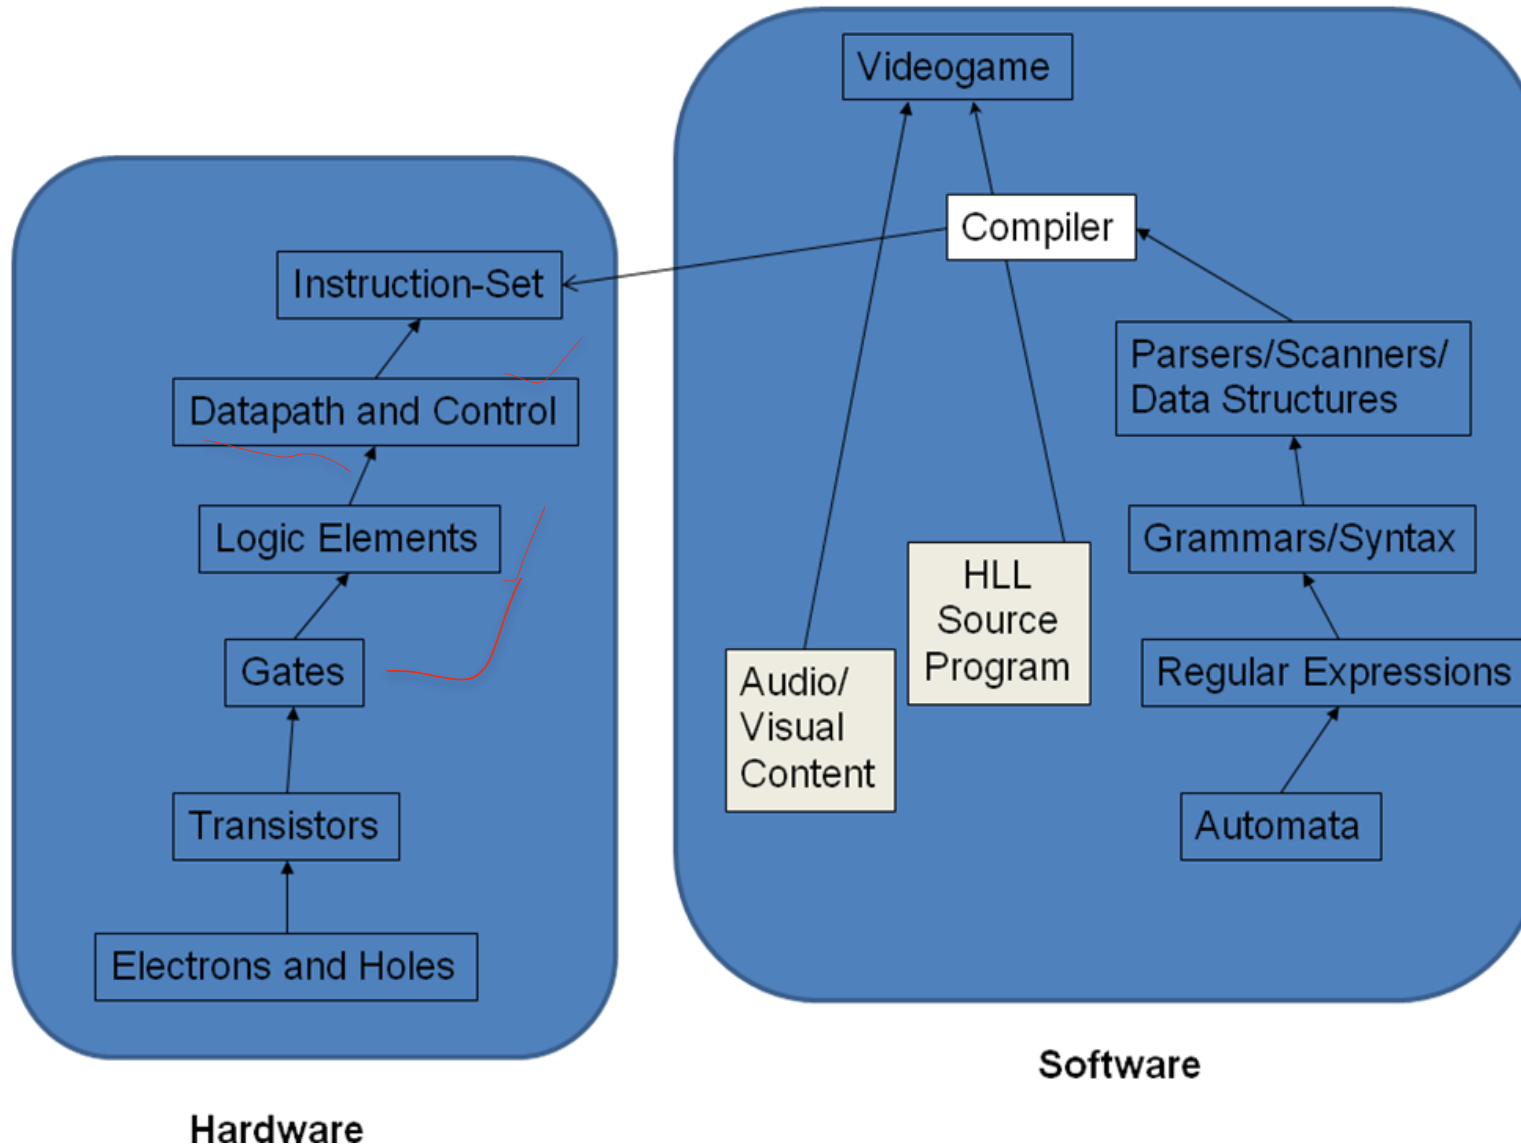 Videogame
Compiler
Instruction-Set
Parsers/Scanners/
Data Structures
Datapath and Control
Logic Elements
Grammars/Syntax
HLL
Source
Program
Gates
Audio/
Visual
Content
Regular Expressions
Transistors
Automata
Electrons and Holes
Software
Hardware